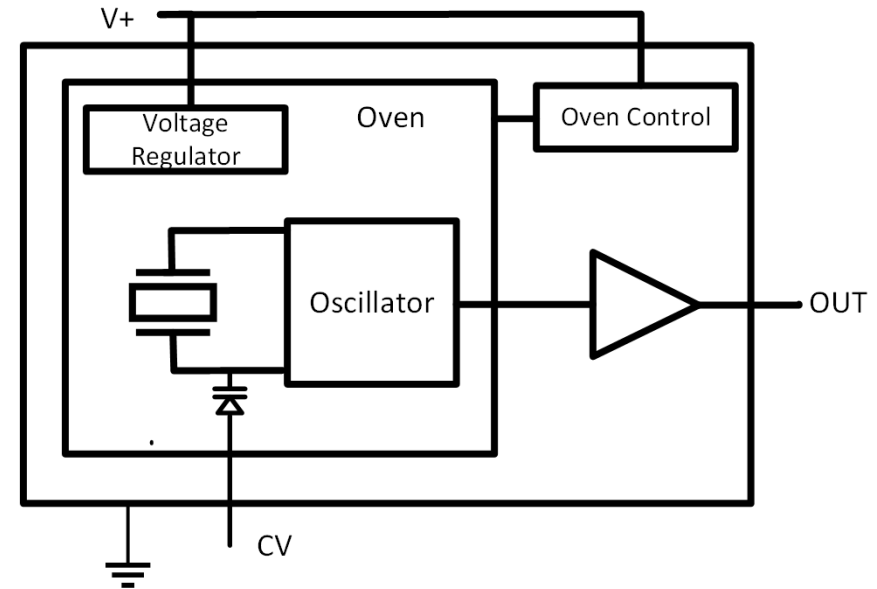 V+
Voltage
Regulator
Oven
Oven Control
Oscillator
OUT
CV